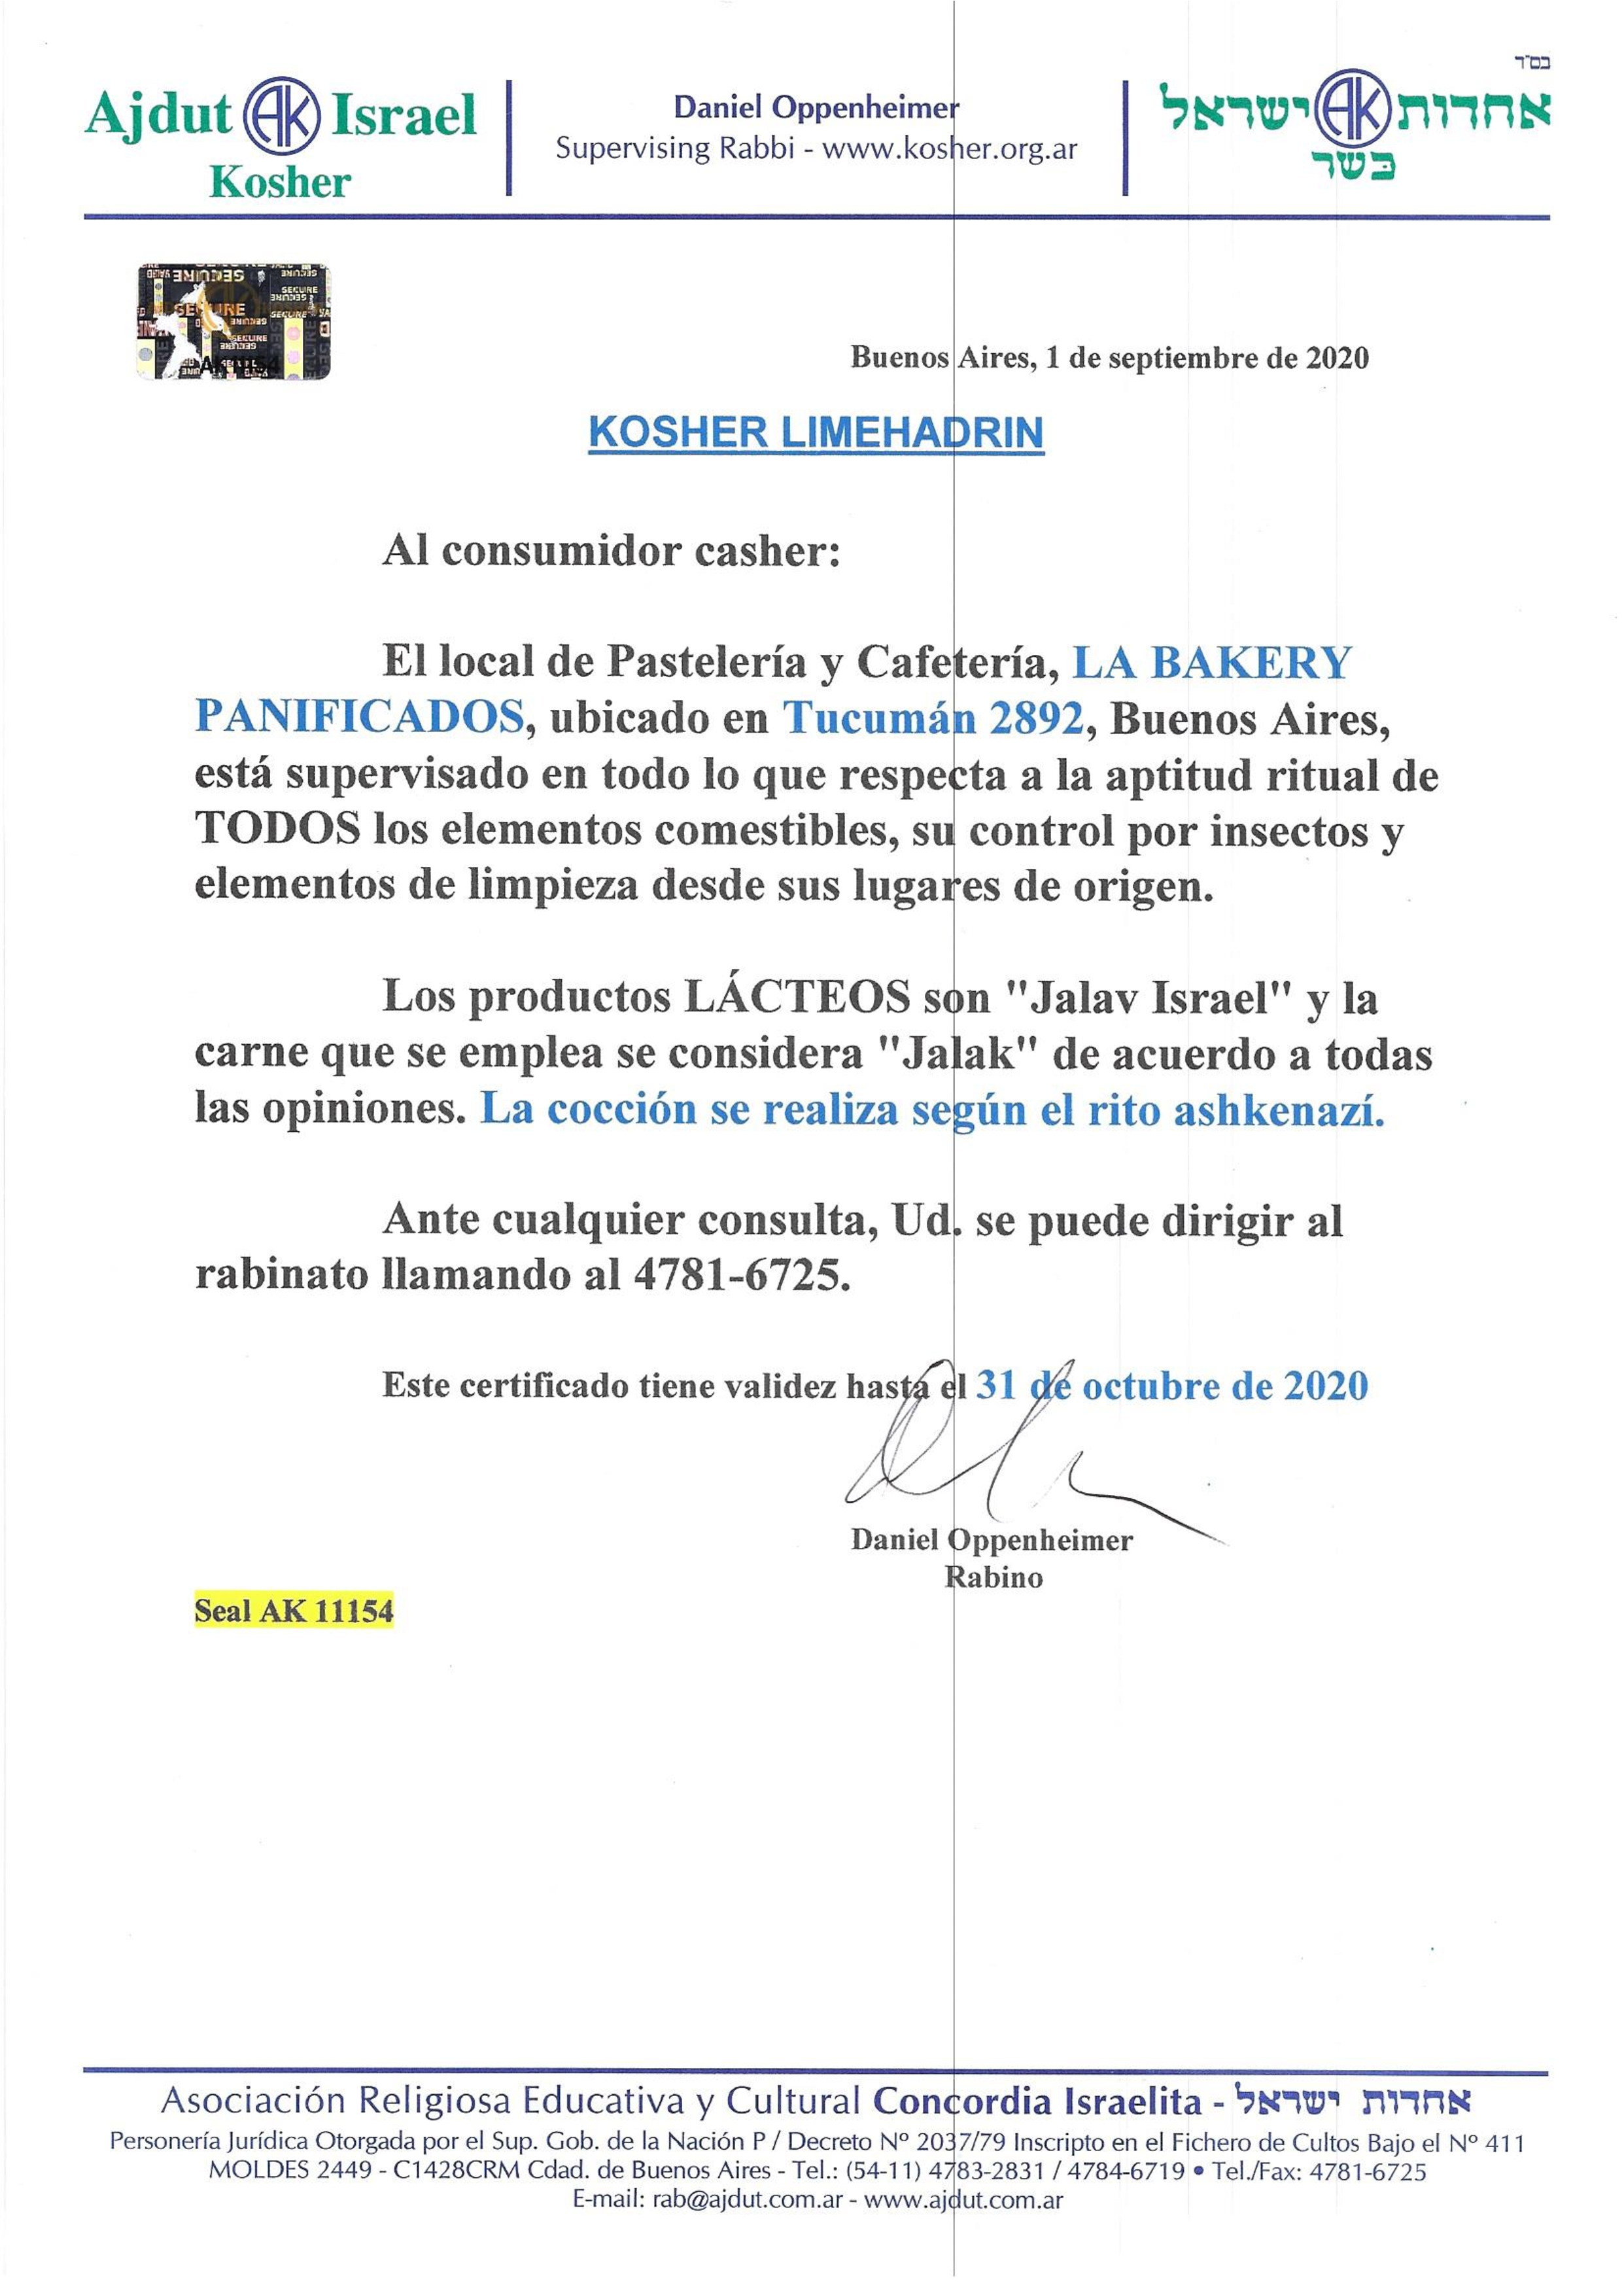 בס"ד
Ajdut AK Israel
Kosher
Daniel Oppenheimer
Supervising Rabbi - www.kosher.org.ar
אחדות AK ישראל
כשר
SECURE
AK11154
Buenos Aires, 1 de septiembre de 2020
KOSHER LIMEHADRIN
Al consumidor casher:
El local de Pastelería y Cafetería, LA BAKERY
PANIFICADOS, ubicado en Tucumán 2892, Buenos Aires,
está supervisado en todo lo que respecta a la aptitud ritual de
TODOS los elementos comestibles, su control por insectos y
elementos de limpieza desde sus lugares de origen.
Los productos LÁCTEOS son "Jalav Israel" y la
carne que se emplea se considera "Jalak" de acuerdo a todas
las opiniones. La cocción se realiza según el rito ashkenazí.
Ante cualquier consulta, Ud. se puede dirigir al
rabinato llamando al 4781-6725.
Este certificado tiene validez hasta el 31 de octubre de 2020
Daniel Oppenheimer
Rabino
Seal AK 11154
Asociación Religiosa Educativa y Cultural Concordia Israelita - אחדות ישראל
Personería Jurídica Otorgada por el Sup. Gob. de la Nación P / Decreto Nº 2037/79 Inscripto en el Fichero de Cultos Bajo el Nº 411
MOLDES 2449 - C1428CRM Cdad. de Buenos Aires - Tel.: (54-11) 4783-2831 / 4784-6719 • Tel./Fax: 4781-6725
E-mail: rab@ajdut.com.ar - www.ajdut.com.ar